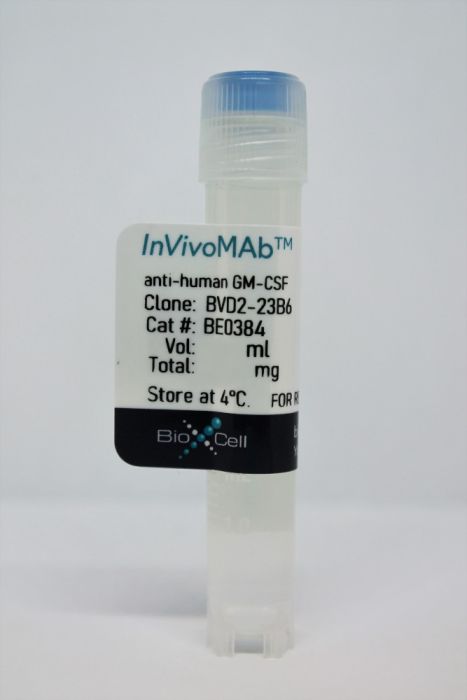 InVivoMAb™
anti-human GM-CSF
Clone: BVD2-23B6
Cat #: BE0384
Vol: ml
Total: mg
Store at 4°C. FOR
Bio Cell